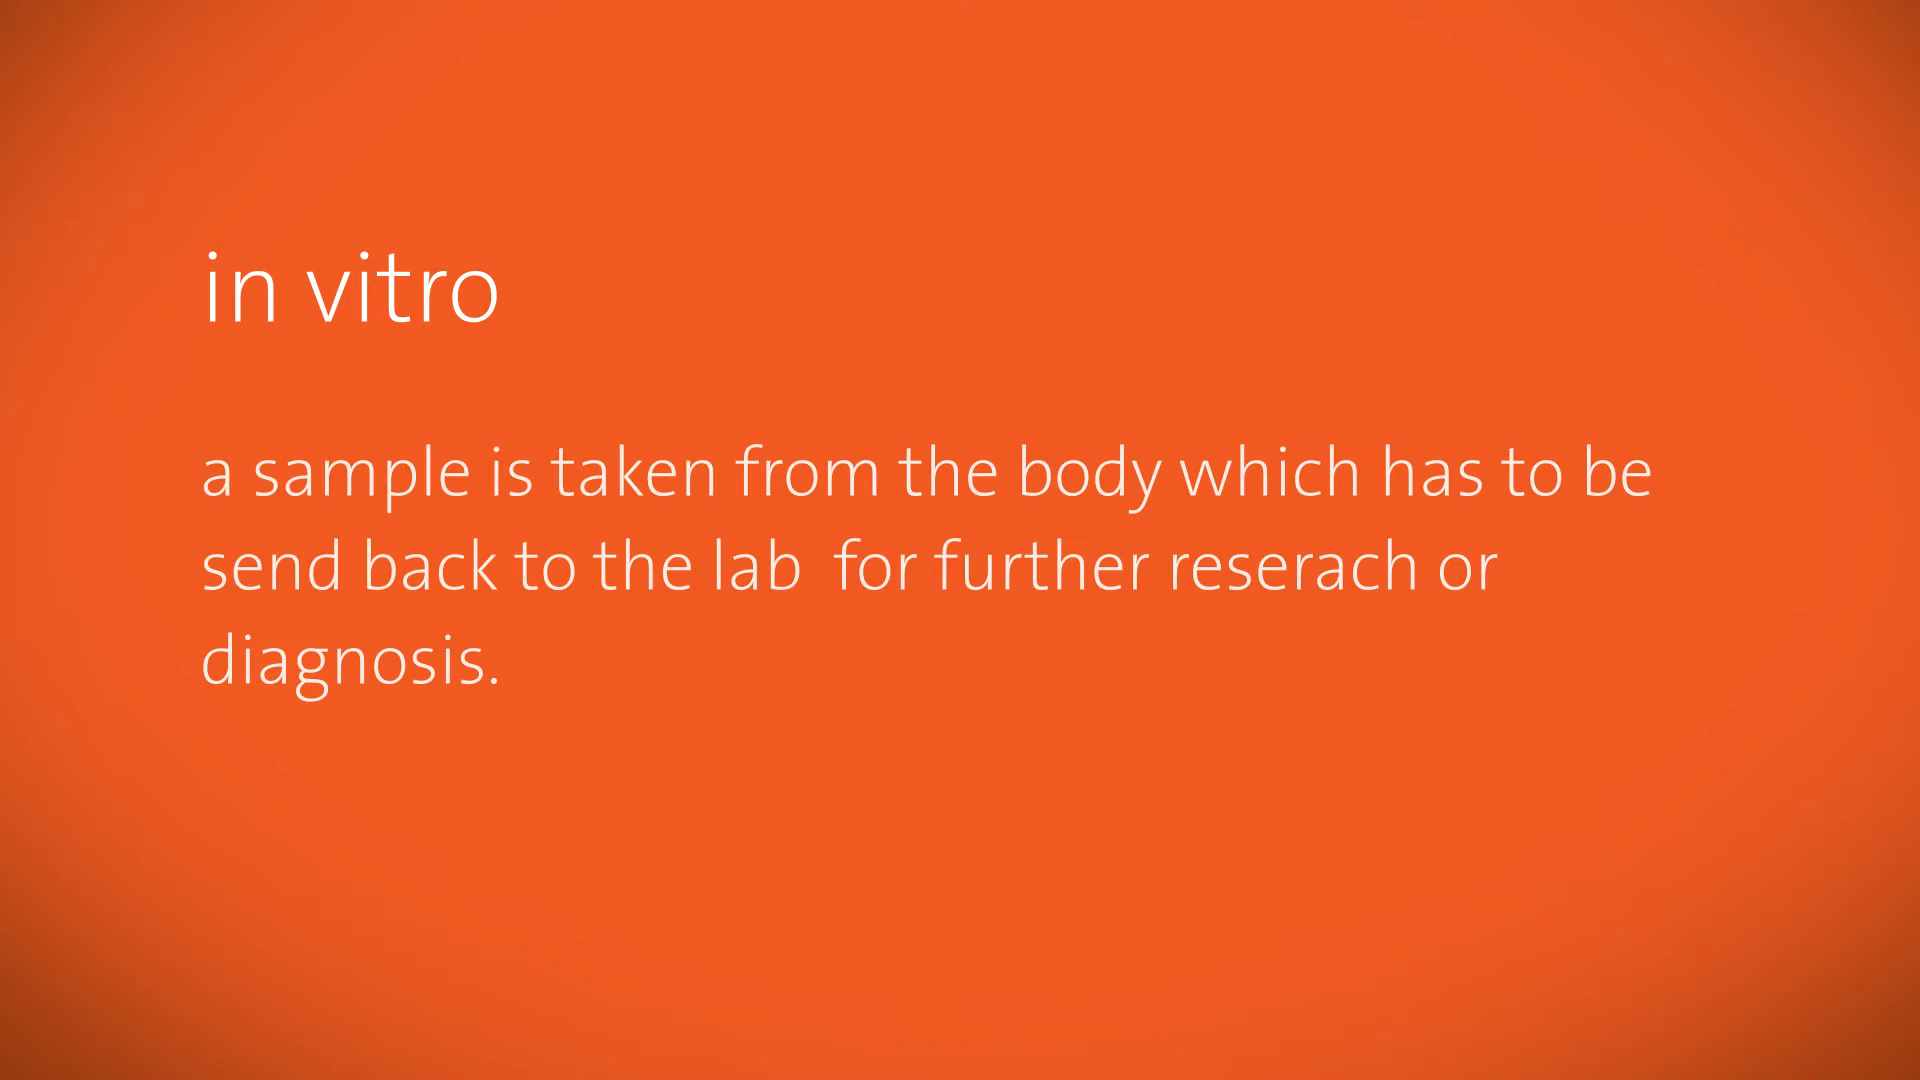 in vitro
a sample is taken from the body which has to be
send back to the lab  for further reserach or
diagnosis.